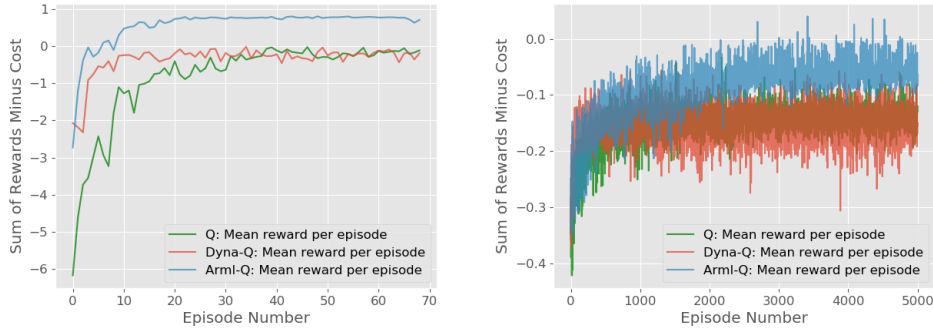 1
0
−1
−2
−3
−4
−5
−6
0
10
20
30
40
50
60
70
Sum of Rewards Minus Cost
Episode Number
Q: Mean reward per episode
Dyna-Q: Mean reward per episode
Arml-Q: Mean reward per episode
0.0
−0.1
−0.2
−0.3
−0.4
0
1000
2000
3000
4000
5000
Sum of Rewards Minus Cost
Episode Number
Q: Mean reward per episode
Dyna-Q: Mean reward per episode
Arml-Q: Mean reward per episode